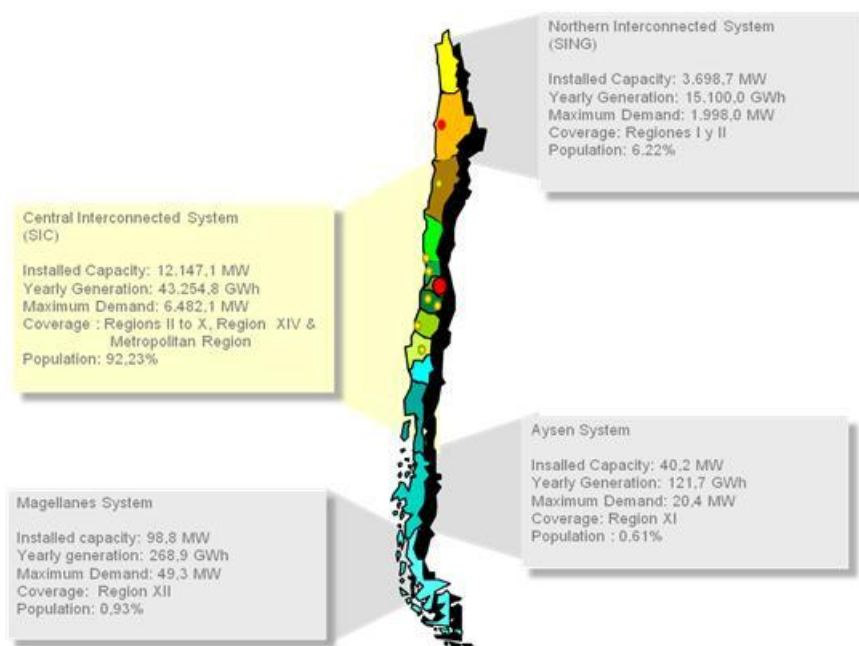 Northern Interconnected System
(SING)
Installed Capacity: 3.698,7 MW
Yearly Generation: 15.100,0 GWh
Maximum Demand: 1.998,0 MW
Coverage: Regiones I y II
Population: 6.22%
Central Interconnected System
(SIC)
Installed Capacity: 12.147,1 MW
Yearly Generation: 43.254,8 GWh
Maximum Demand: 6.482,1 MW
Coverage : Regions II to X, Region XIV &
Metropolitan Region
Population: 92,23%
Aysen System
Insalled Capacity: 40,2 MW
Yearly Generation: 121,7 GWh
Maximum Demand: 20,4 MW
Coverage: Region XI
Population : 0.61%
Magellanes System
Installed capacity: 98,8 MW
Yearly generation: 268,9 GWh
Maximum Demand: 49,3 MW
Coverage: Region XII
Population: 0,93%